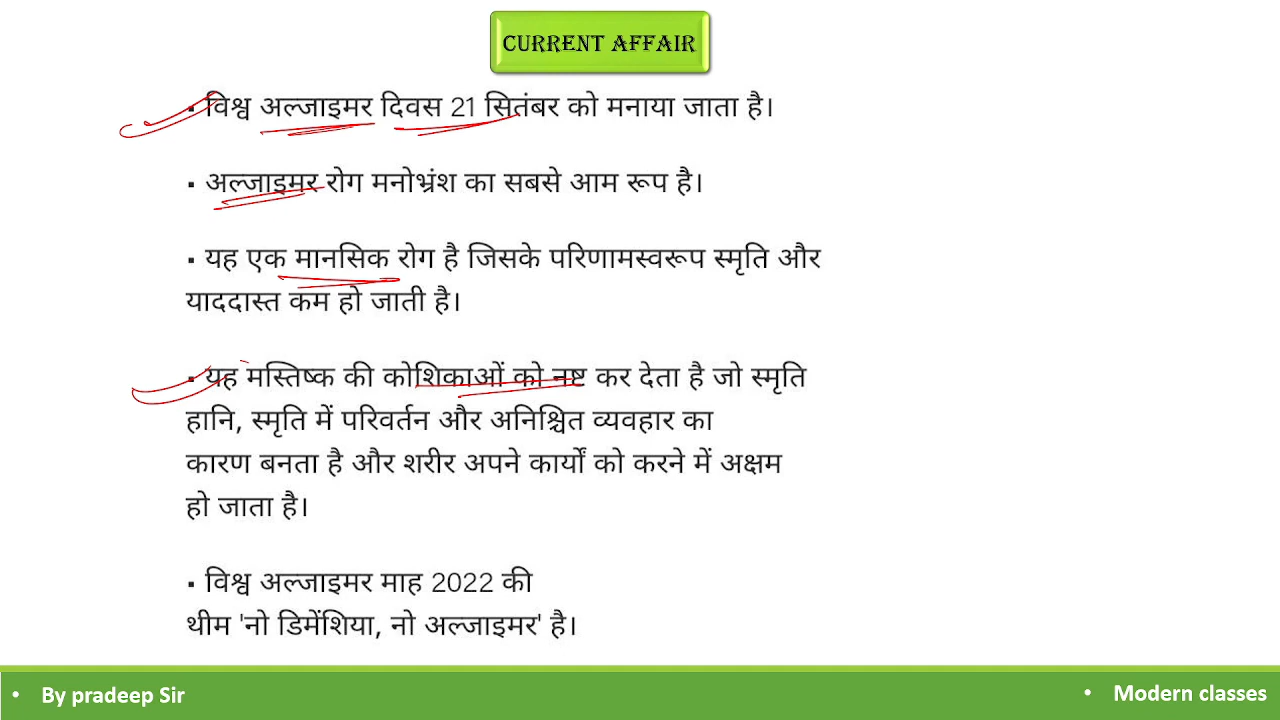 CURRENT AFFAIR
▪ विश्व अल्जाइमर दिवस 21 सितंबर को मनाया जाता है।
▪ अल्जाइमर रोग मनोभ्रंश का सबसे आम रूप है।
▪ यह एक मानसिक रोग है जिसके परिणामस्वरूप स्मृति और
याददास्त कम हो जाती है।
▪ यह मस्तिष्क की कोशिकाओं को नष्ट कर देता है जो स्मृति
हानि, स्मृति में परिवर्तन और अनिश्चित व्यवहार का
कारण बनता है और शरीर अपने कार्यों को करने में अक्षम
हो जाता है।
▪ विश्व अल्जाइमर माह 2022 की
थीम 'नो डिमेंशिया, नो अल्जाइमर' है।
• By pradeep Sir
• Modern classes